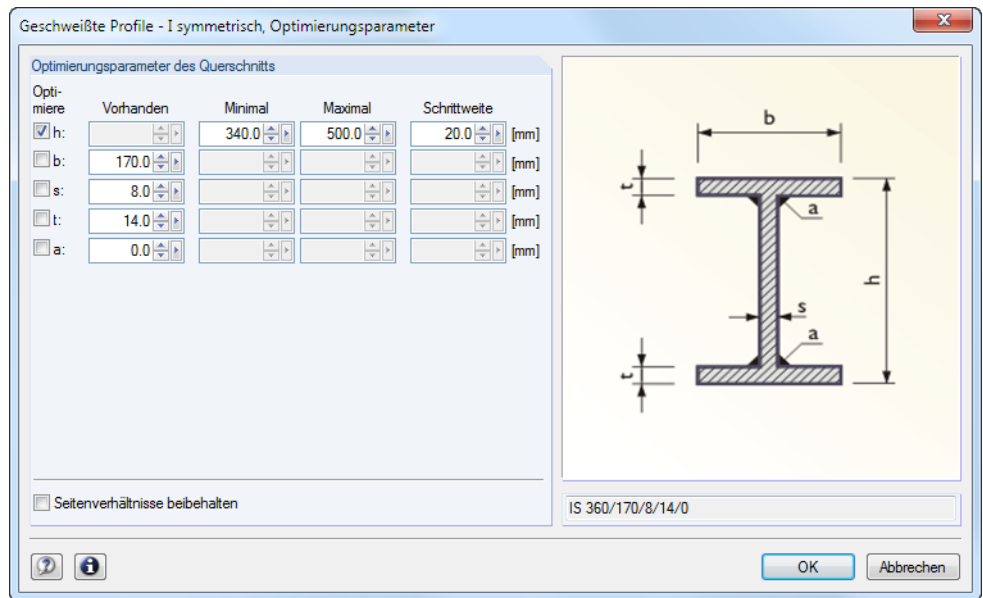 Geschweißte Profile - I symmetrisch, Optimierungsparameter
Optimierungsparameter des Querschnitts
Opti-
miere Vorhanden Minimal Maximal Schrittweite
h: 340.0 500.0 20.0 [mm]
b: 170.0 [mm]
s: 8.0 [mm]
t: 14.0 [mm]
a: 0.0 [mm]
Seitenverhältnisse beibehalten
b
t
a
h
s
a
t
IS 360/170/8/14/0
OK Abbrechen